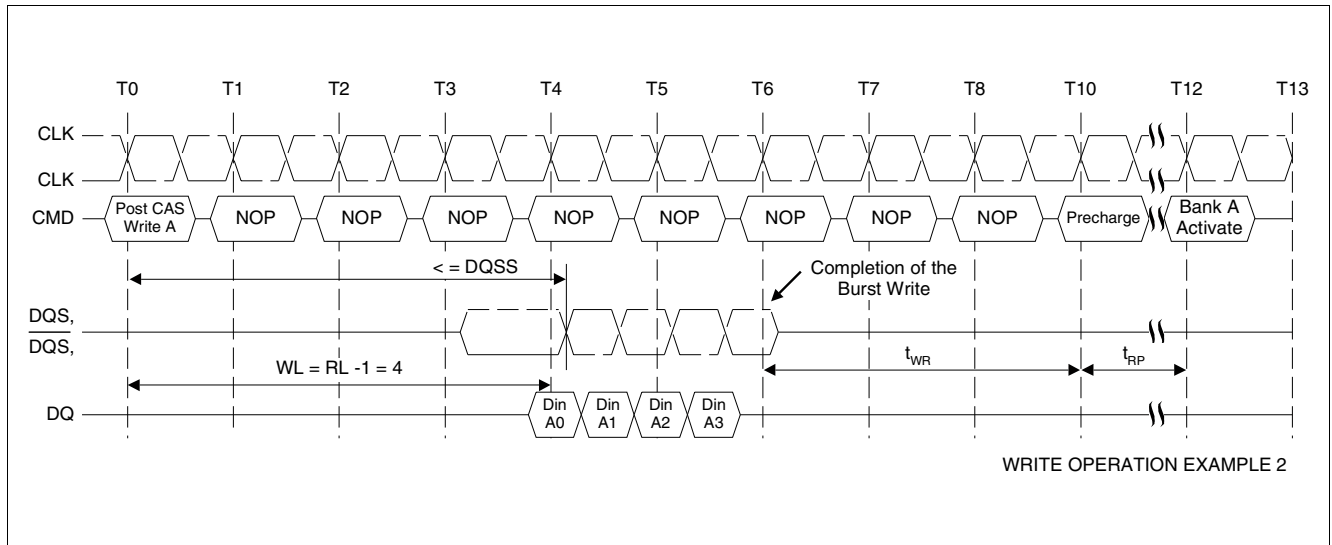 T0 T1 T2 T3 T4 T5 T6 T7 T8 T10 T12 T13
CLK
CLK
CMD Post CAS Write A NOP NOP NOP NOP NOP NOP NOP NOP Precharge Bank A Activate
< = DQSS
Completion of the
Burst Write
DQS,
DQS,
WL = RL -1 = 4
tWR tRP
DQ Din A0 Din A1 Din A2 Din A3
WRITE OPERATION EXAMPLE 2